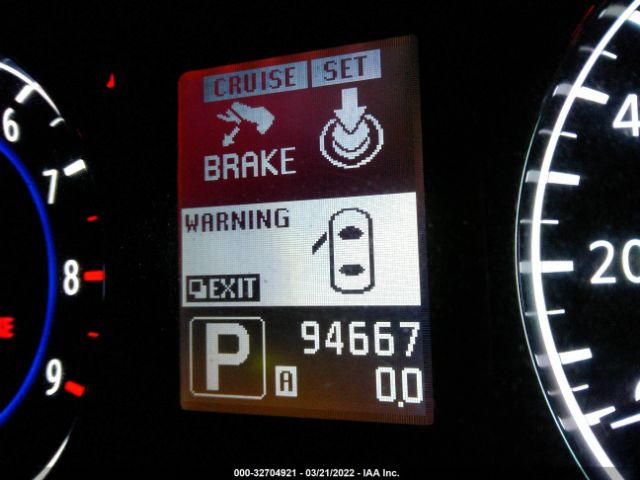 CRUISE SET
BRAKE
WARNING
EXIT
P 94667
A 0.0
6
7
8
9
4
20
000-32704921 - 03/21/2022 - IAA Inc.